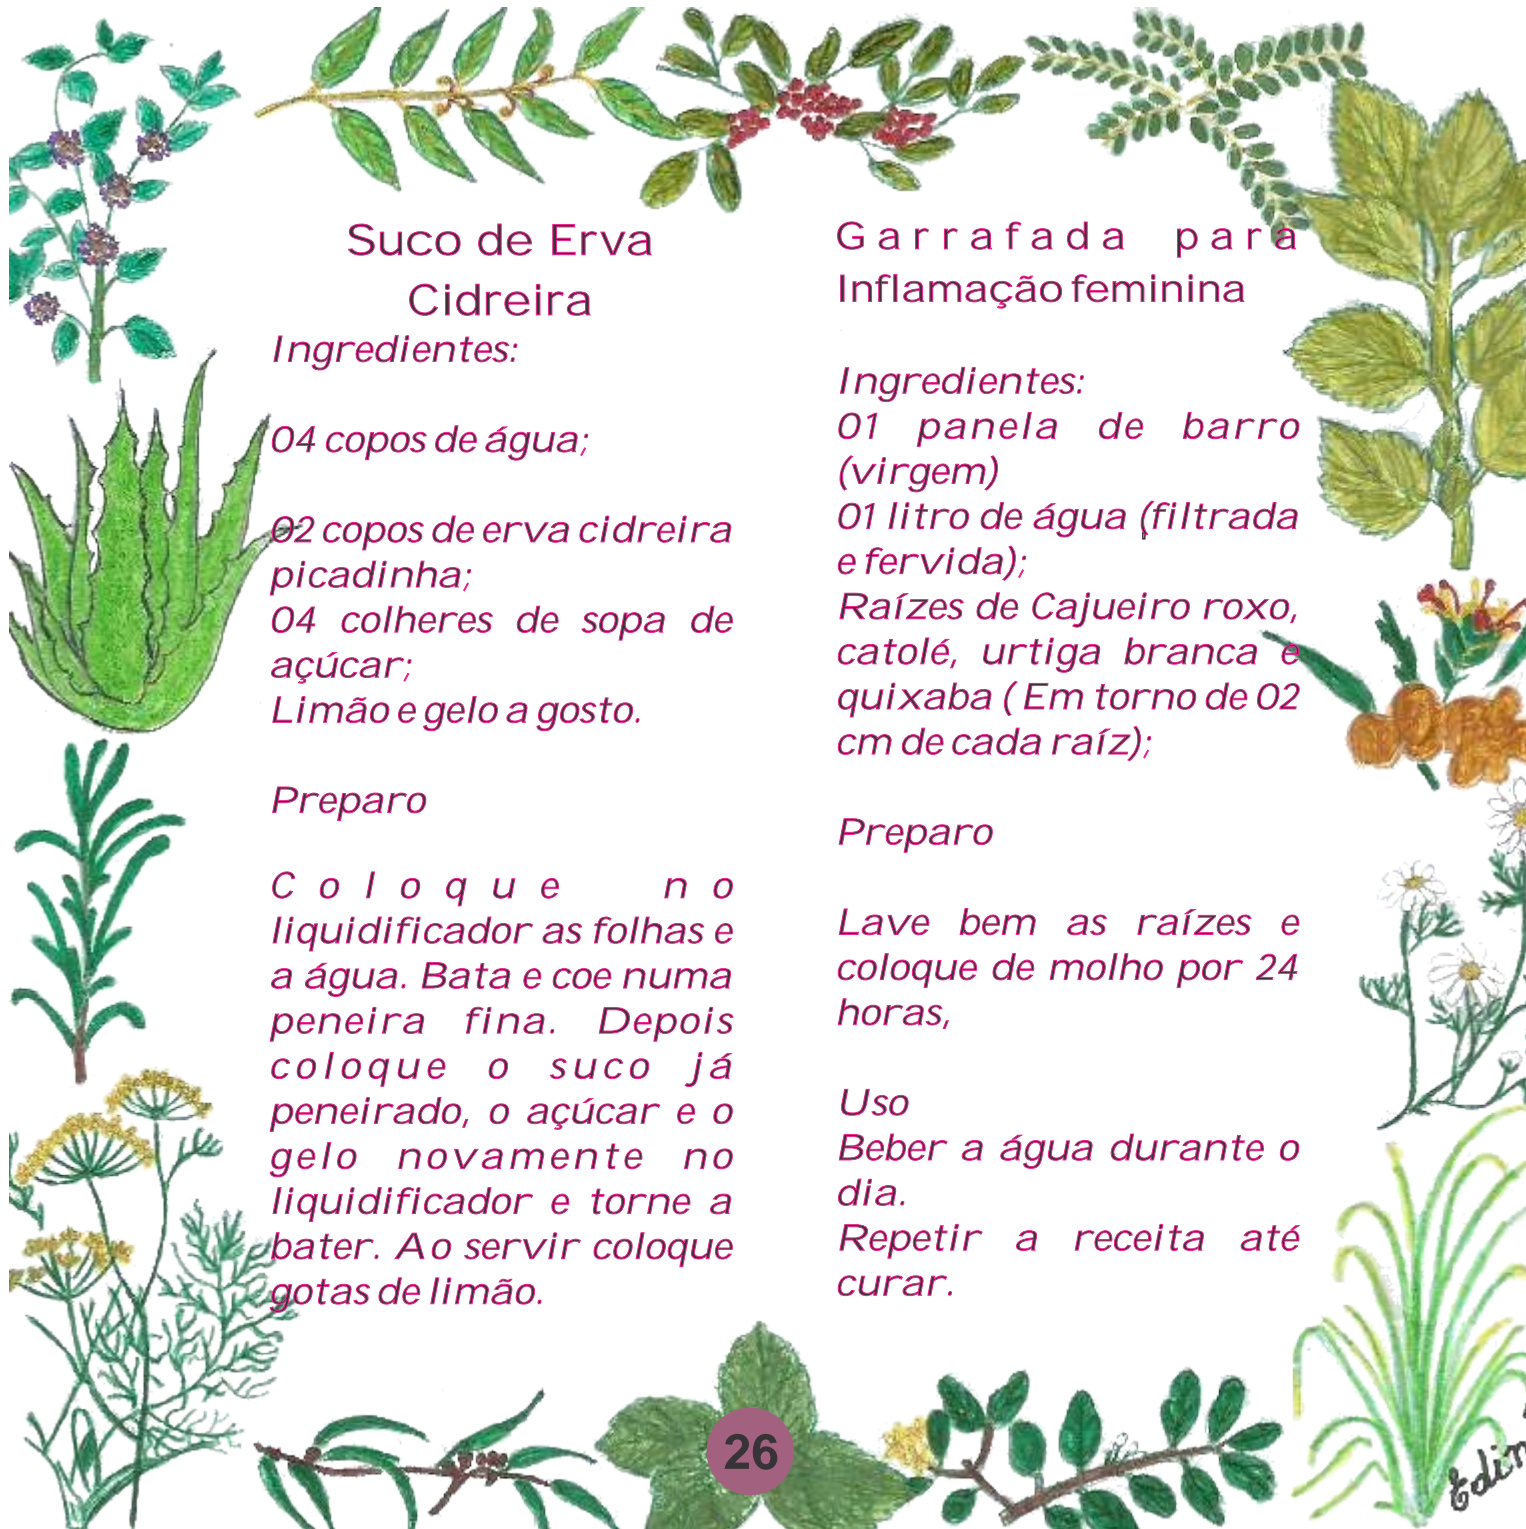 Suco de Erva
Cidreira
Ingredientes:
04 copos de água;
02 copos de erva cidreira
picadinha;
04 colheres de sopa de
açúcar;
Limão e gelo a gosto.
Preparo
Coloque no
liquidificador as folhas e
a água. Bata e coe numa
peneira fina. Depois
coloque o suco já
peneirado, o açúcar e o
gelo novamente no
liquidificador e torne a
bater. Ao servir coloque
gotas de limão.
Garrafada para
Inflamação feminina
Ingredientes:
01 panela de barro
(virgem)
01 litro de água (filtrada
e fervida);
Raízes de Cajueiro roxo,
catolé, urtiga branca e
quixaba ( Em torno de 02
cm de cada raíz);
Preparo
Lave bem as raízes e
coloque de molho por 24
horas,
Uso
Beber a água durante o
dia.
Repetir a receita até
curar.
26